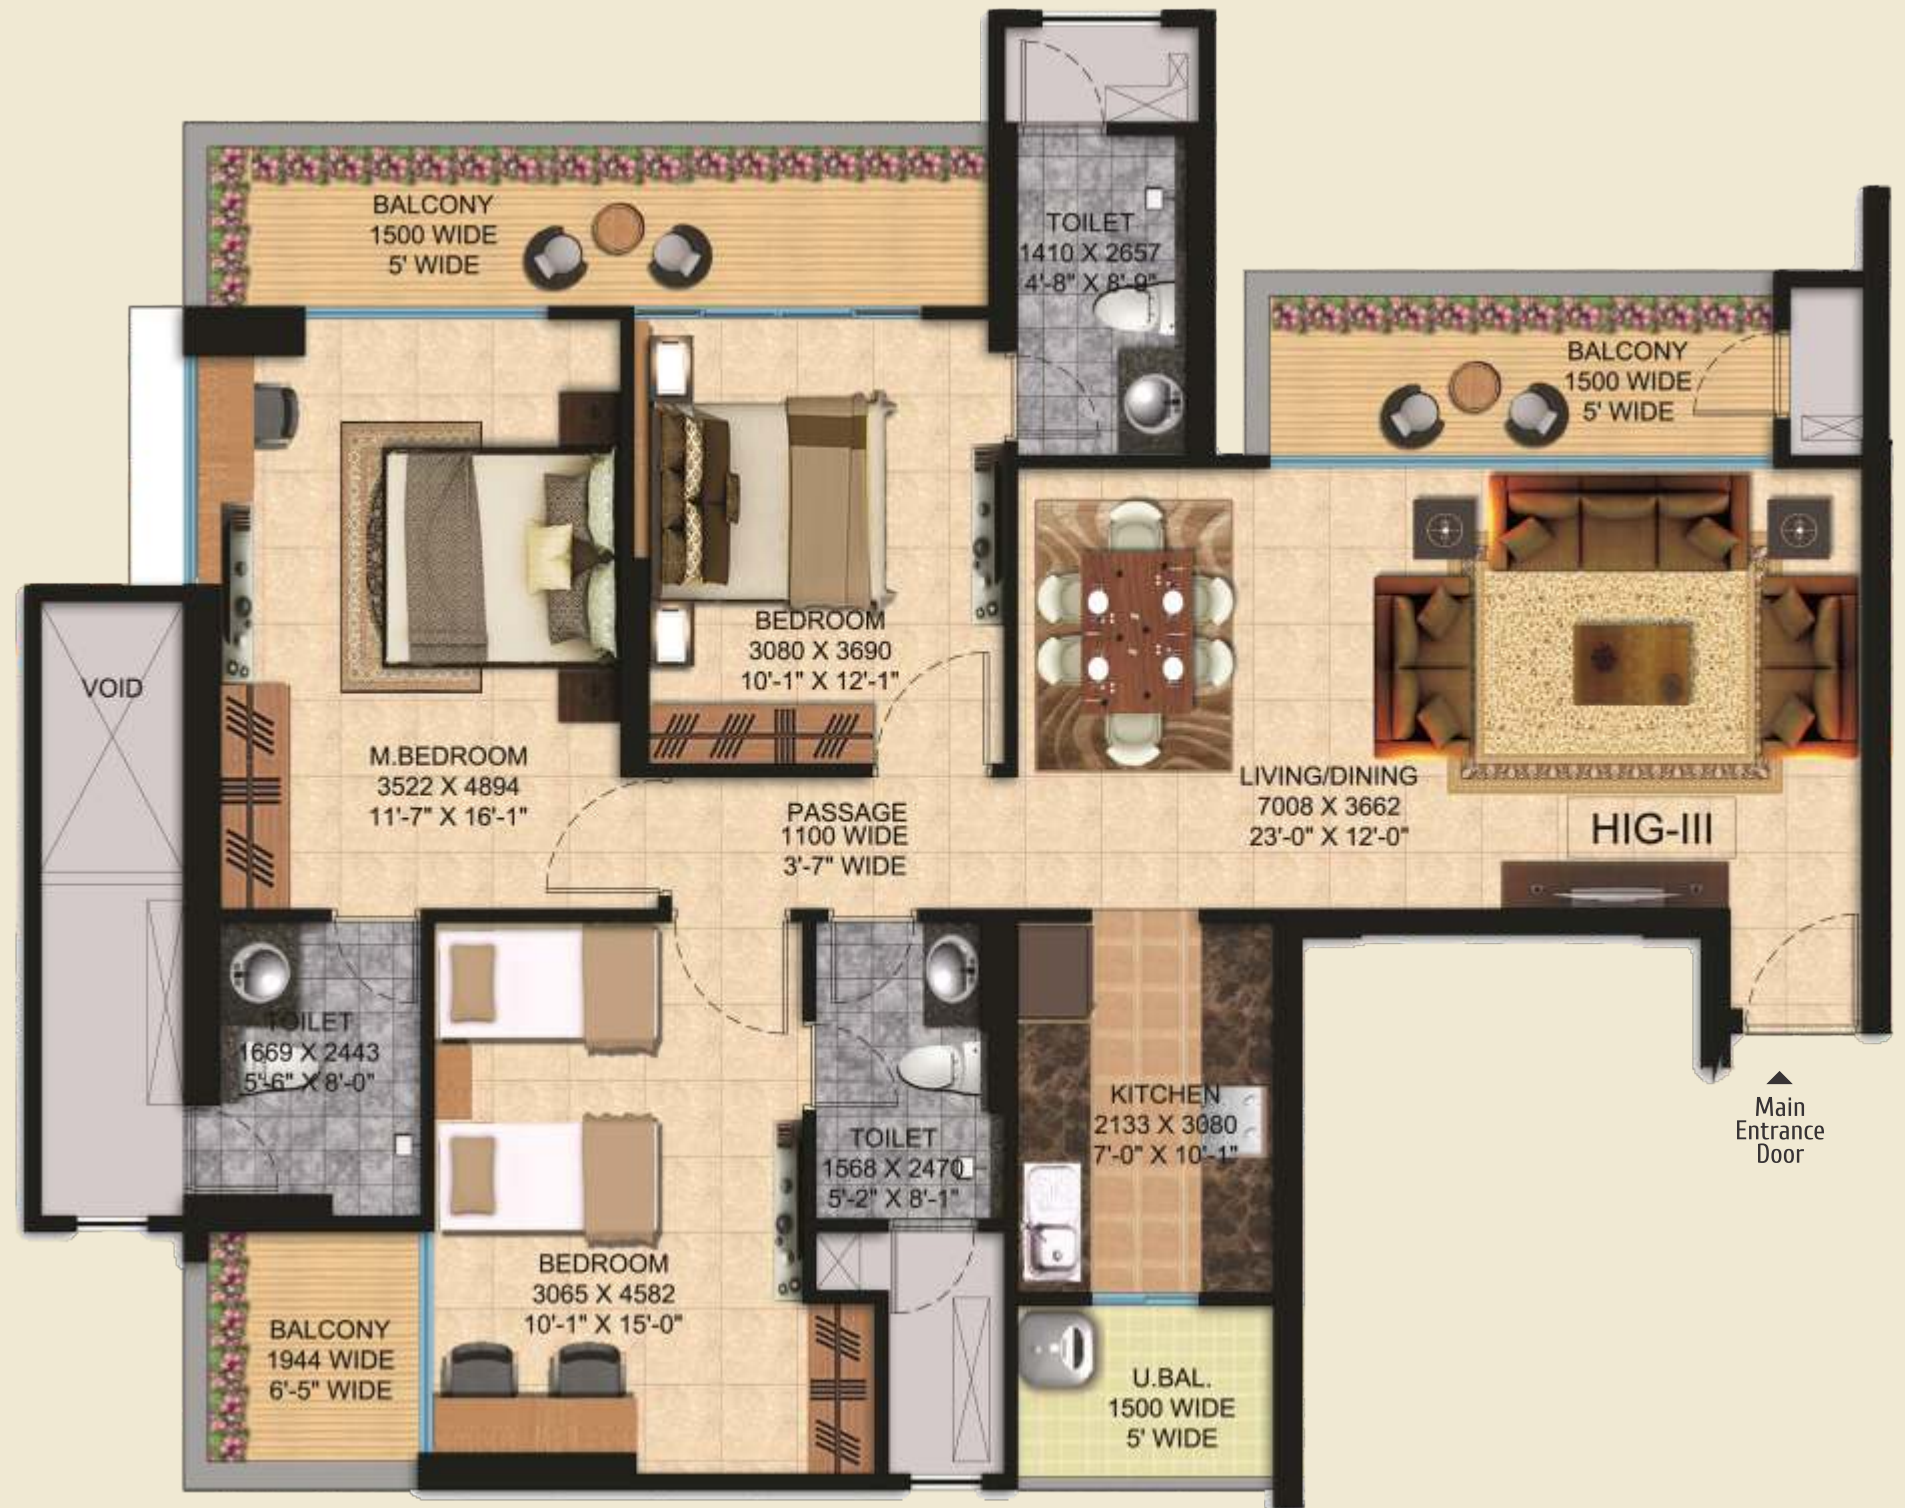 BALCONY
1500 WIDE
5' WIDE
TOILET
1410 X 2657
4'-8" X 8'-9"
BALCONY
1500 WIDE
5' WIDE
BEDROOM
3080 X 3690
10'-1" X 12'-1"
VOID
M.BEDROOM
3522 X 4894
11'-7" X 16'-1"
PASSAGE
1100 WIDE
3'-7" WIDE
LIVING/DINING
7008 X 3662
23'-0" X 12'-0"
HIG-III
TOILET
1669 X 2443
5'-6" X 8'-0"
KITCHEN
2133 X 3080
7'-0" X 10'-1"
Main
Entrance
Door
TOILET
1568 X 2470
5'-2" X 8'-1"
BEDROOM
3065 X 4582
10'-1" X 15'-0"
BALCONY
1944 WIDE
6'-5" WIDE
U.BAL.
1500 WIDE
5' WIDE